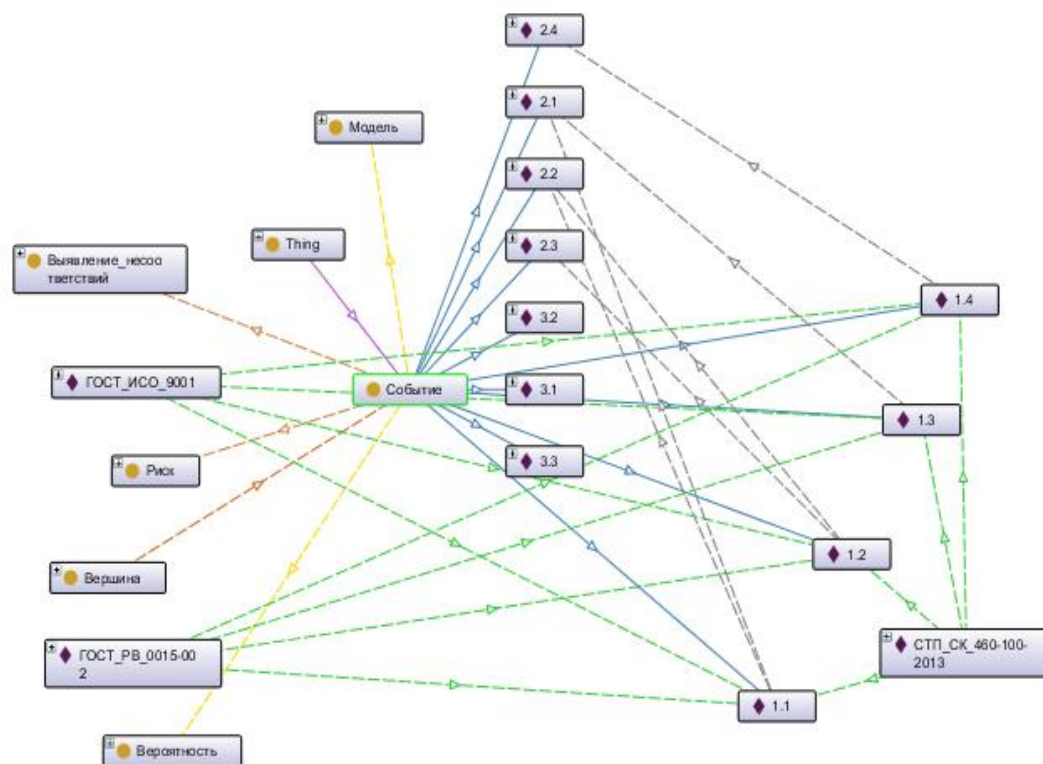 2.4
2.1
Модель
2.2
Thing
2.3
Выявление_несоо
тветствий
1.4
3.2
ГОСТ_ИСО_9001
Событие
3.1
1.3
Риск
3.3
1.2
Вершина
ГОСТ_РВ_0015-00
2
СТП_СК_460-100-
2013
1.1
Вероятность